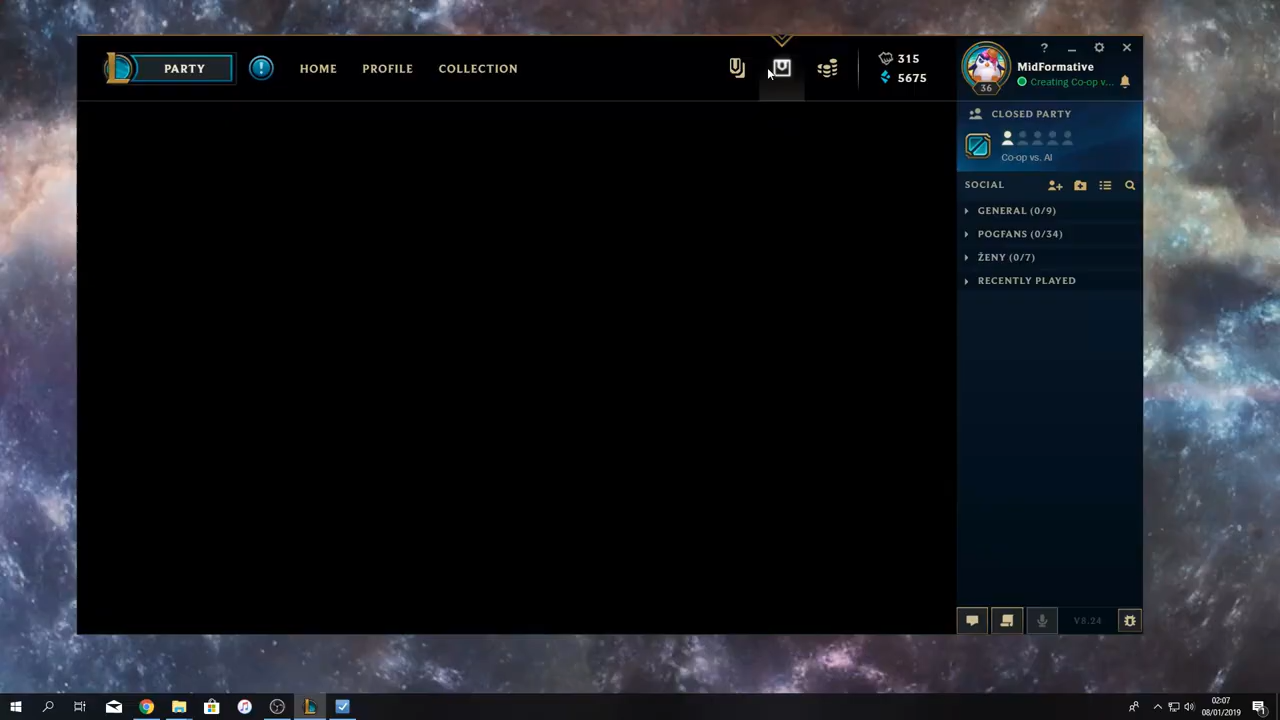 PARTY
HOME
PROFILE
COLLECTION
315
5675
?
36
MidFormative
Creating Co-op v...
CLOSED PARTY
Co-op vs. AI
SOCIAL
GENERAL (0/9)
POGFANS (0/34)
ŽENY (0/7)
RECENTLY PLAYED
V8.24
02:07
08/01/2019
1